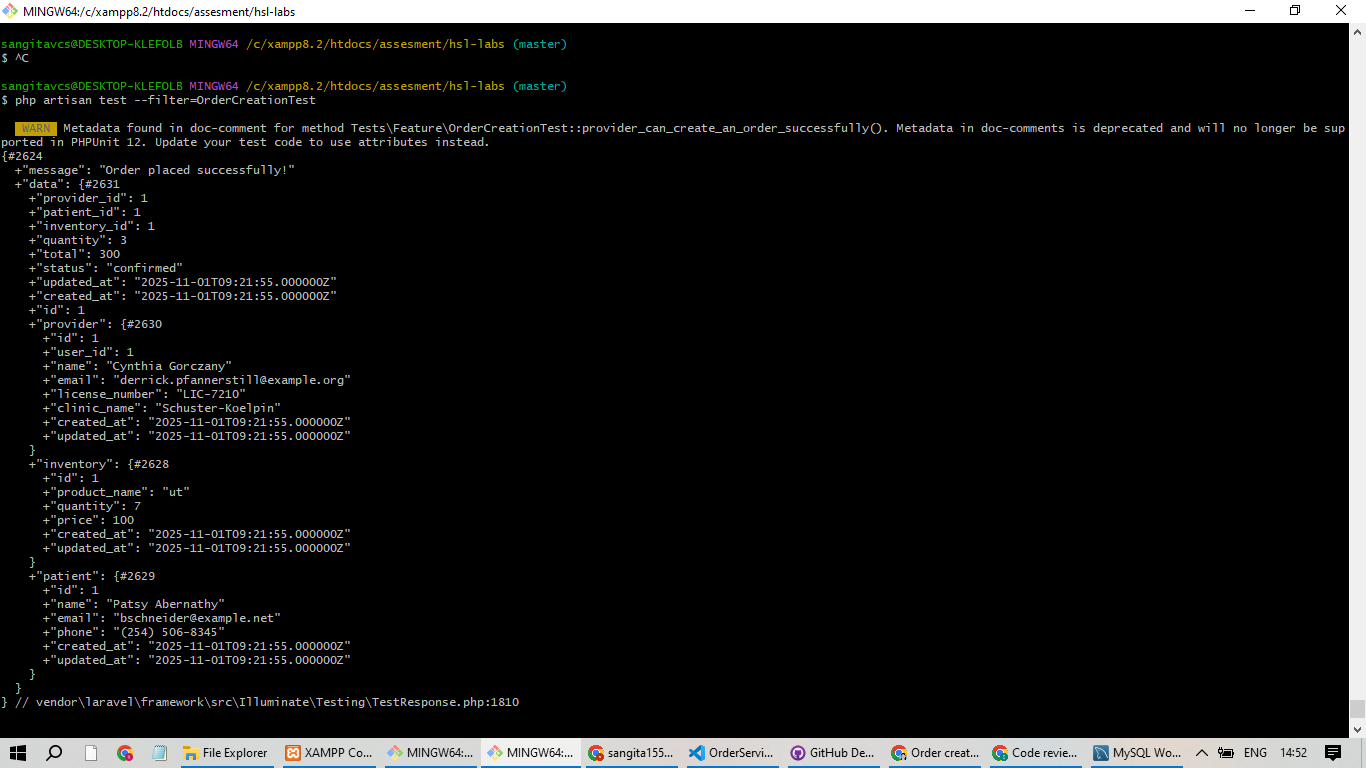 MINGW64:/c/xampp8.2/htdocs/assesment/hsl-labs
sangitavcs@DESKTOP-KLEFOLB MINGW64 /c/xampp8.2/htdocs/assesment/hsl-labs (master)
$ ^C
sangitavcs@DESKTOP-KLEFOLB MINGW64 /c/xampp8.2/htdocs/assesment/hsl-labs (master)
$ php artisan test --filter=OrderCreationTest
WARN Metadata found in doc-comment for method Tests\Feature\OrderCreationTest::provider_can_create_an_order_successfully(). Metadata in doc-comments is deprecated and will no longer be sup
ported in PHPUnit 12. Update your test code to use attributes instead.
{#2624
+"message": "Order placed successfully!"
+"data": {#2631
+"provider_id": 1
+"patient_id": 1
+"inventory_id": 1
+"quantity": 3
+"total": 300
+"status": "confirmed"
+"updated_at": "2025-11-01T09:21:55.000000Z"
+"created_at": "2025-11-01T09:21:55.000000Z"
+"id": 1
+"provider": {#2630
+"id": 1
+"user_id": 1
+"name": "Cynthia Gorczany"
+"email": "derrick.pfannerstill@example.org"
+"license_number": "LIC-7210"
+"clinic_name": "Schuster-Koelpin"
+"created_at": "2025-11-01T09:21:55.000000Z"
+"updated_at": "2025-11-01T09:21:55.000000Z"
}
+"inventory": {#2628
+"id": 1
+"product_name": "ut"
+"quantity": 7
+"price": 100
+"created_at": "2025-11-01T09:21:55.000000Z"
+"updated_at": "2025-11-01T09:21:55.000000Z"
}
+"patient": {#2629
+"id": 1
+"name": "Patsy Abernathy"
+"email": "bschneider@example.net"
+"phone": "(254) 506-8345"
+"created_at": "2025-11-01T09:21:55.000000Z"
+"updated_at": "2025-11-01T09:21:55.000000Z"
}
}
} // vendor\laravel\framework\src\Illuminate\Testing\TestResponse.php:1810
File Explorer XAMPP Co... MINGW64:... MINGW64:... sangita155... OrderServi... GitHub De... Order creat... Code revie... MySQL Wo... ENG 14:52